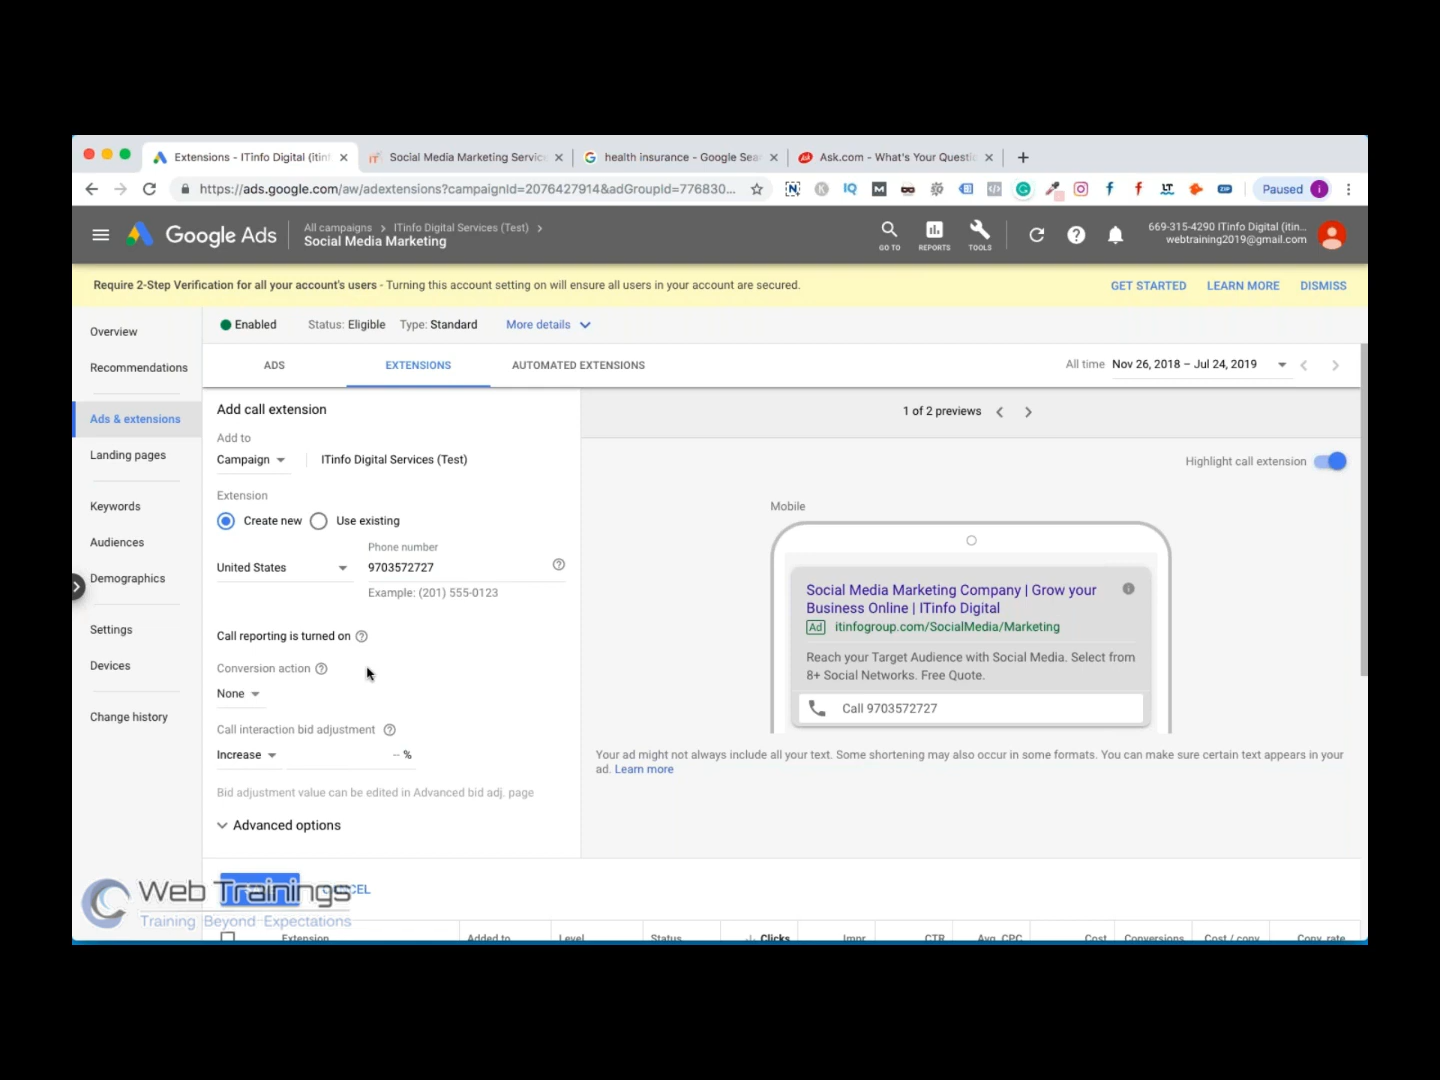 Extensions - ITinfo Digital (itin
Social Media Marketing Servic
health insurance - Google Sea
Ask.com - What's Your Questi
https://ads.google.com/aw/adextensions?campaignId=2076427914&adGroupId=776830...
Paused
i
Google Ads
All campaigns > ITinfo Digital Services (Test) >
Social Media Marketing
GO TO
REPORTS
TOOLS
669-315-4290 ITinfo Digital (itin...
webtraining2019@gmail.com
Require 2-Step Verification for all your account's users - Turning this account setting on will ensure all users in your account are secured.
GET STARTED
LEARN MORE
DISMISS
Overview
Recommendations
Ads & extensions
Landing pages
Keywords
Audiences
Demographics
Settings
Devices
Change history
Enabled
Status: Eligible
Type: Standard
More details
ADS
EXTENSIONS
AUTOMATED EXTENSIONS
All time
Nov 26, 2018 – Jul 24, 2019
Add call extension
Add to
Campaign
ITinfo Digital Services (Test)
Extension
Create new
Use existing
United States
Phone number
9703572727
Example: (201) 555-0123
Call reporting is turned on
Conversion action
None
Call interaction bid adjustment
Increase
-- %
Bid adjustment value can be edited in Advanced bid adj. page
Advanced options
1 of 2 previews
Highlight call extension
Mobile
Social Media Marketing Company | Grow your
Business Online | ITinfo Digital
Ad itinfogroup.com/SocialMedia/Marketing
Reach your Target Audience with Social Media. Select from
8+ Social Networks. Free Quote.
Call 9703572727
Your ad might not always include all your text. Some shortening may also occur in some formats. You can make sure certain text appears in your
ad. Learn more
Web Trainings
Training Beyond Expectations
Extension
Added to
Level
Status
Clicks
Impr.
CTR
Avg. CPC
Cost
Conversions
Cost / conv.
Conv. rate